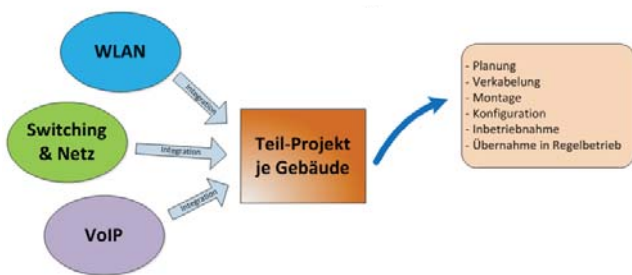 WLAN
Integration
Switching
& Netz
Integration
VoIP
Integration
Teil-Projekt
je Gebäude
- Planung
- Verkabelung
- Montage
- Konfiguration
- Inbetriebnahme
- Übernahme in Regelbetrieb